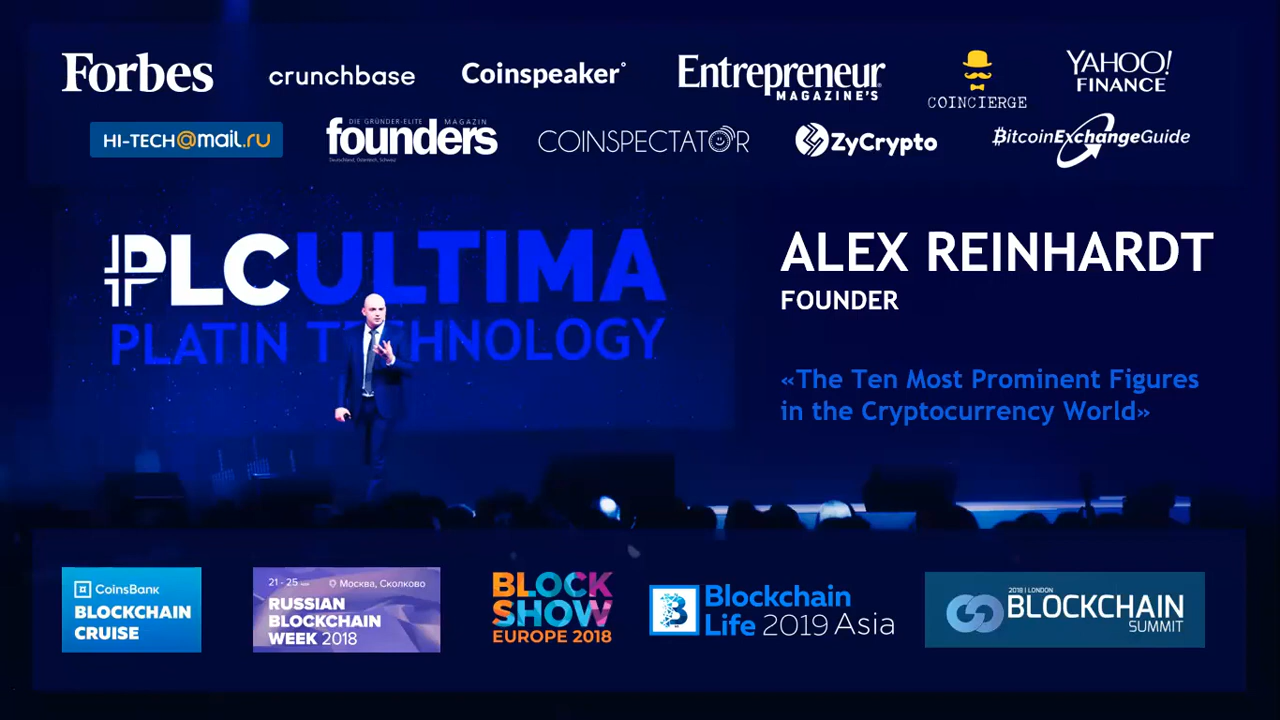 Forbes
crunchbase
Coinspeaker
Entrepreneur
MAGAZINE'S
COINCIERGE
YAHOO!
FINANCE
HI-TECH@mail.ru
DIE GRÜNDER-ELITE MAGAZIN
founders
Deutschland, Österreich, Schweiz
COINSPECTATOR
ZyCrypto
BitcoinExchangeGuide
PLCULTIMA
PLATIN TECHNOLOGY
ALEX REINHARDT
FOUNDER
«The Ten Most Prominent Figures
in the Cryptocurrency World»
CoinsBank
BLOCKCHAIN
CRUISE
21 - 25 Москва, Сколково
RUSSIAN
BLOCKCHAIN
WEEK 2018
BLOCK
SHOW
EUROPE 2018
Blockchain
Life 2019 Asia
2018 | LONDON
BLOCKCHAIN
SUMMIT